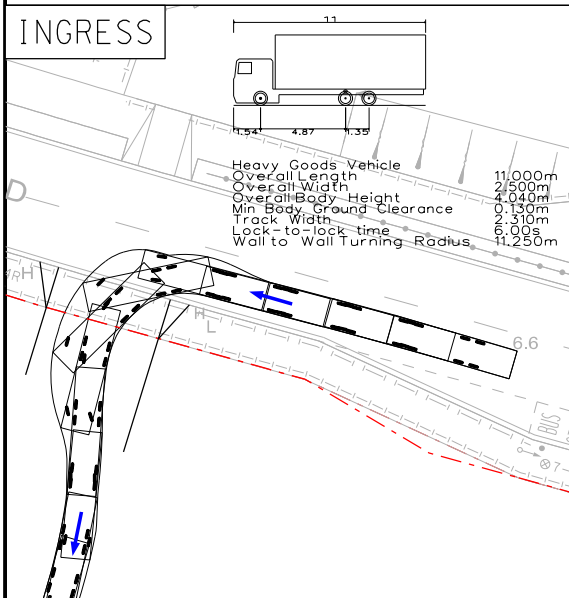 INGRESS
11
1.54 4.87 1.35
Heavy Goods Vehicle
Overall Length 11.000m
Overall Width 2.500m
Overall Body Height 4.040m
Min Body Ground Clearance 0.130m
Track Width 2.310m
Lock-to-lock time 6.00s
Wall to Wall Turning Radius 11.250m
D
H
H
L
6.6
BUS
7